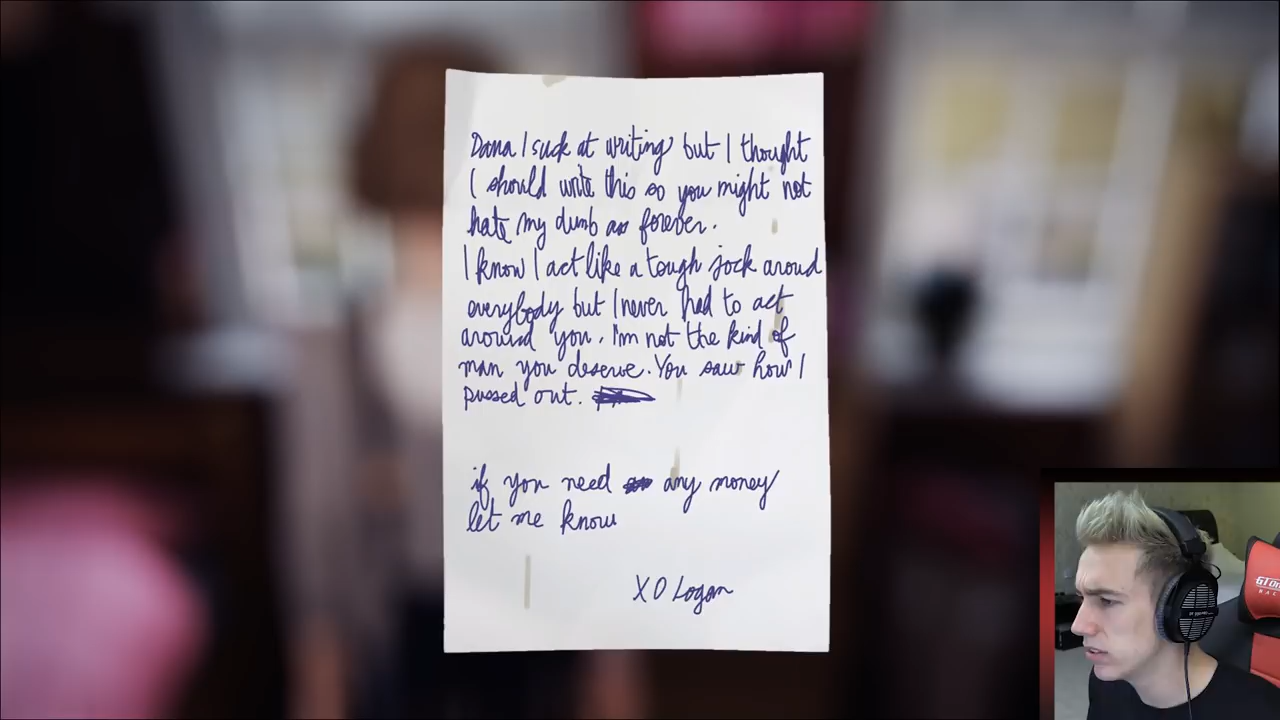 Dana I suck at writing but I thought
I should write this so you might not
hate my dumb ass forever.
I know I act like a tough jock aroud
everybody but I never had to act
around you. I'm not the kind of
man you deserve. You saw how I
pussed out.
if you need any money
let me know
XO Logan